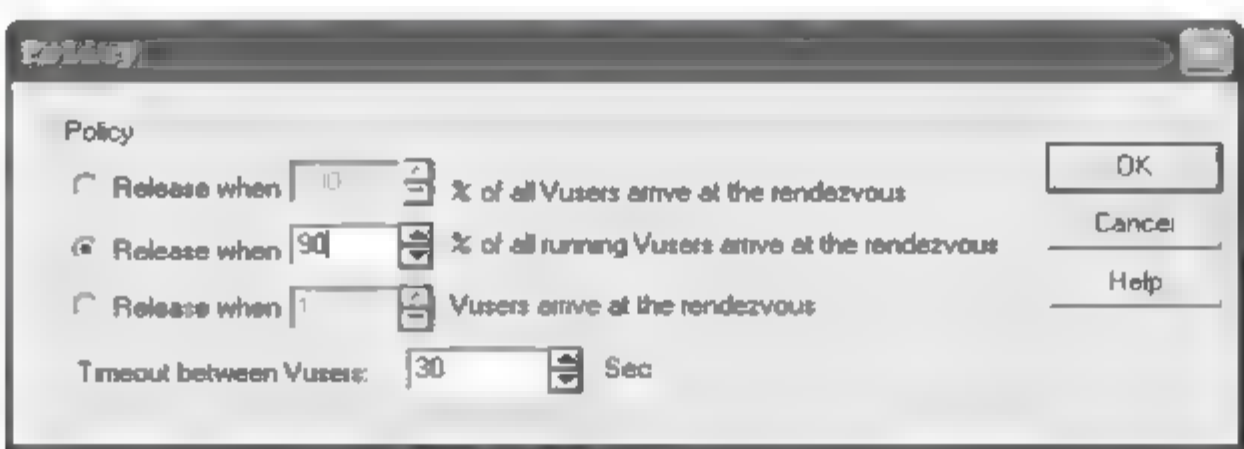 Policy
Release when % of all Vusers arrive at the rendezvous
Release when 90 % of all running Vusers arrive at the rendezvous
Release when 1 Vusers arrive at the rendezvous
Timeout between Vusers: 30 Sec
OK
Cancel
Help